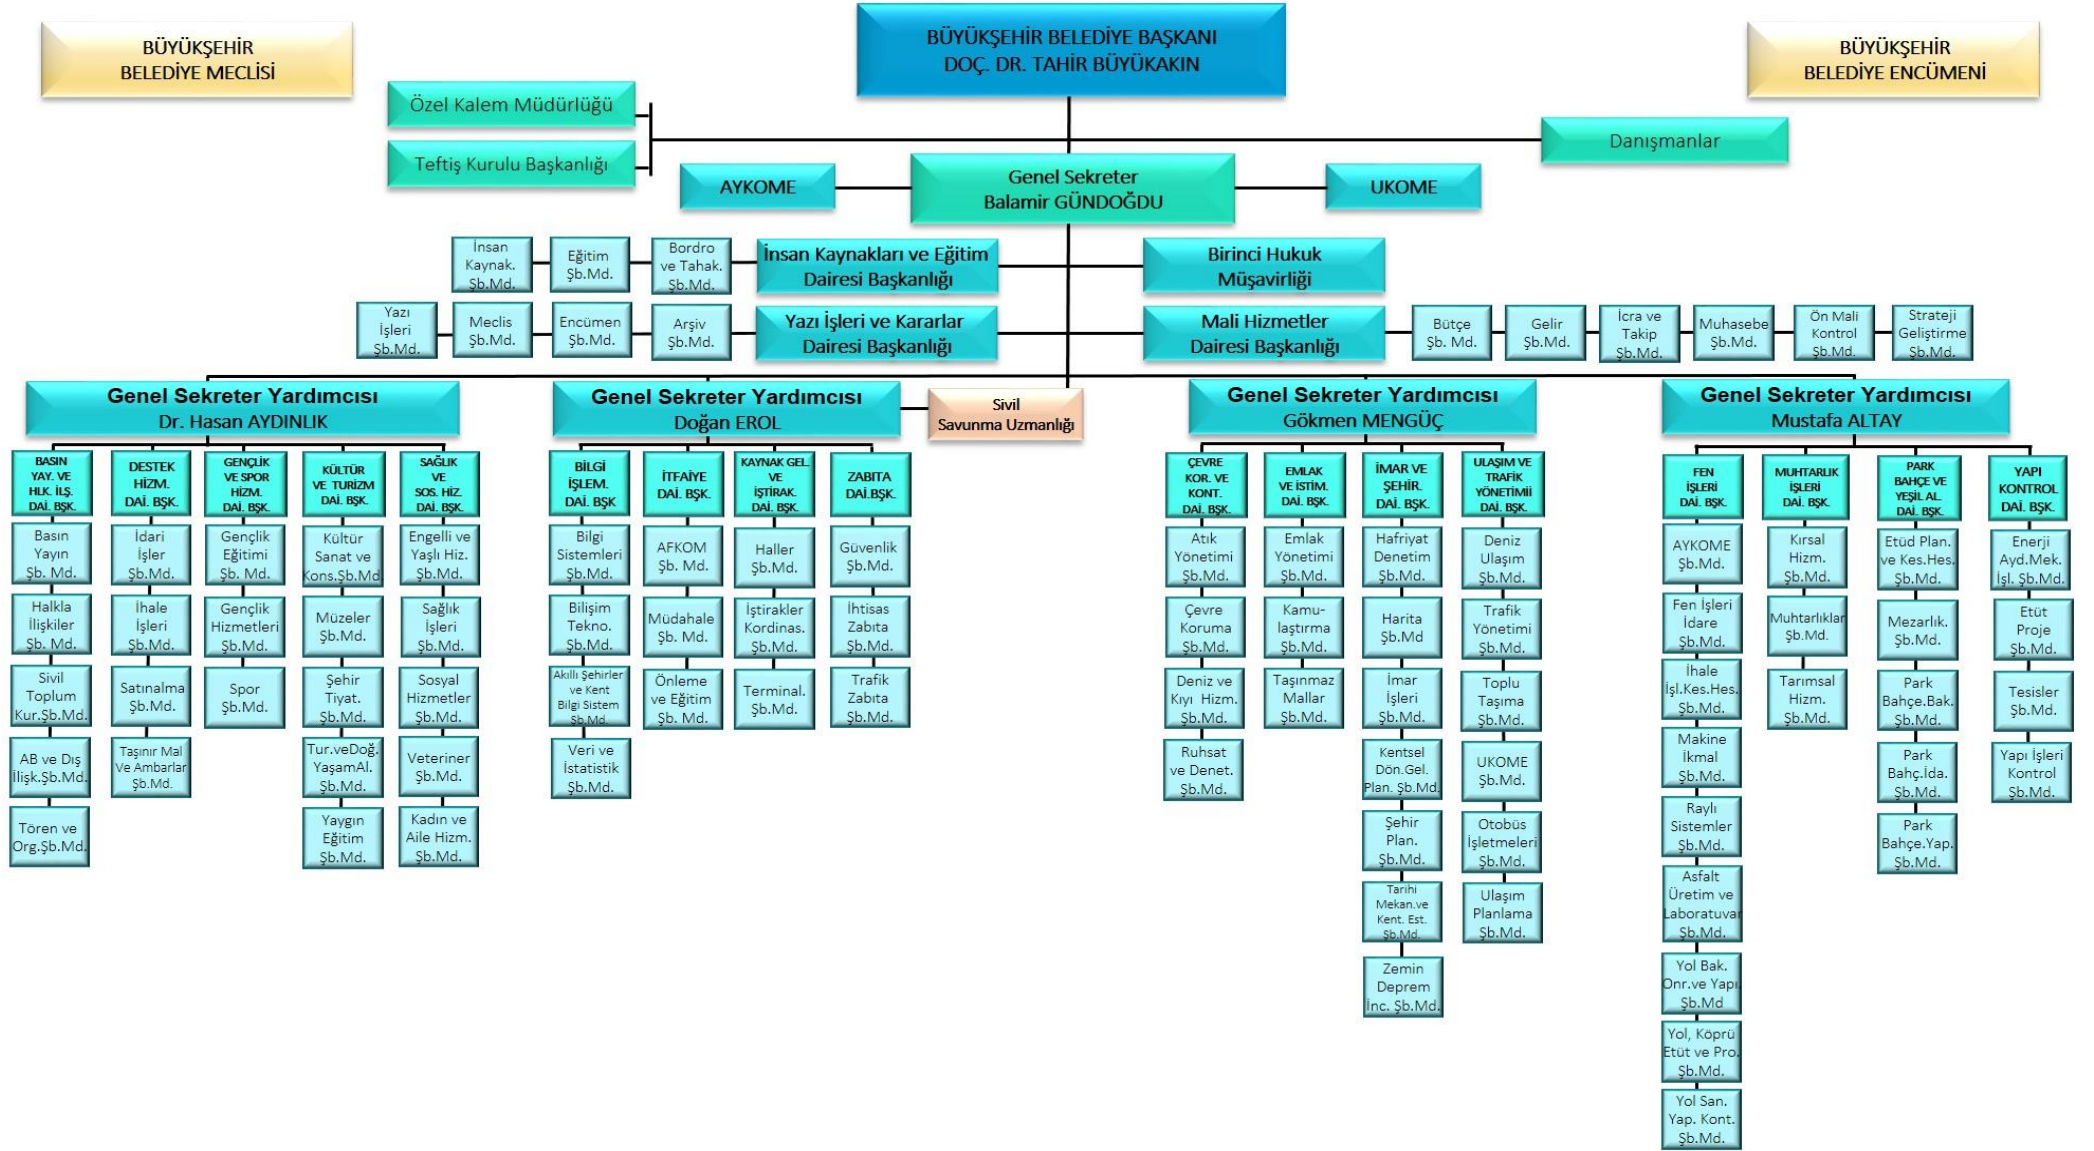 BÜYÜKŞEHİR
BELEDİYE MECLİSİ
BÜYÜKŞEHİR BELEDİYE BAŞKANI
DOÇ. DR. TAHİR BÜYÜKAKIN
BÜYÜKŞEHİR
BELEDİYE ENCÜMENİ
Özel Kalem Müdürlüğü
Teftiş Kurulu Başkanlığı
Danışmanlar
AYKOME
Genel Sekreter
Balamir GÜNDOĞDU
UKOME
İnsan
Kaynak.
Şb.Md.
Eğitim
Şb.Md.
Bordro
ve Tahak.
Şb.Md.
İnsan Kaynakları ve Eğitim
Dairesi Başkanlığı
Birinci Hukuk
Müşavirliği
Yazı
İşleri
Şb.Md.
Meclis
Şb.Md.
Encümen
Şb.Md.
Arşiv
Şb.Md.
Yazı İşleri ve Kararlar
Dairesi Başkanlığı
Mali Hizmetler
Dairesi Başkanlığı
Bütçe
Şb. Md.
Gelir
Şb.Md.
İcra ve
Takip
Şb.Md.
Muhasebe
Şb.Md.
Ön Mali
Kontrol
Şb.Md.
Strateji
Geliştirme
Şb.Md.
Genel Sekreter Yardımcısı
Dr. Hasan AYDINLIK
Genel Sekreter Yardımcısı
Doğan EROL
Sivil
Savunma Uzmanlığı
Genel Sekreter Yardımcısı
Gökmen MENGÜÇ
Genel Sekreter Yardımcısı
Mustafa ALTAY
BASIN
YAY. VE
HLK. İLŞ.
DAİ. BŞK.
Basın
Yayın
Şb. Md.
Halkla
İlişkiler
Şb. Md.
Sivil
Toplum
Kur.Şb.Md.
AB ve Dış
İlişk.Şb.Md.
Tören ve
Org.Şb.Md.
DESTEK
HİZM.
DAİ. BŞK.
İdari
İşler
Şb.Md.
İhale
İşleri
Şb.Md.
Satınalma
Şb.Md.
Taşınır Mal
Ve Ambarlar
Şb.Md.
GENÇLİK
VE SPOR
HİZM.
DAİ. BŞK.
Gençlik
Eğitimi
Şb. Md.
Gençlik
Hizmetleri
Şb.Md.
Spor
Şb.Md.
KÜLTÜR
VE TURİZM
DAİ. BŞK.
Kültür
Sanat ve
Kons.Şb.Md.
Müzeler
Şb.Md.
Şehir
Tiyat.
Şb.Md.
Tur.veDoğ.
YaşamAl.
Şb.Md.
Yaygın
Eğitim
Şb.Md.
SAĞLIK
VE
SOS. HİZ.
DAİ. BŞK.
Engelli ve
Yaşlı Hiz.
Şb.Md.
Sağlık
İşleri
Şb.Md.
Sosyal
Hizmetler
Şb.Md.
Veteriner
Şb.Md.
Kadın ve
Aile Hizm.
Şb.Md.
BİLGİ
İŞLEM.
DAİ. BŞK
Bilgi
Sistemleri
Şb.Md.
Bilişim
Tekno.
Şb.Md.
Akıllı Şehirler
ve Kent
Bilgi Sistem
Şb.Md.
Veri ve
İstatistik
Şb.Md.
İTFAİYE
DAİ. BŞK.
AFKOM
Şb. Md.
Müdahale
Şb. Md.
Önleme
ve Eğitim
Şb. Md.
KAYNAK GEL.
VE
İŞTİRAK.
DAİ. BŞK.
Haller
Şb.Md.
İştirakler
Kordinas.
Şb.Md.
Terminal.
Şb.Md.
ZABITA
DAİ.BŞK.
Güvenlik
Şb.Md.
İhtisas
Zabıta
Şb.Md.
Trafik
Zabıta
Şb.Md.
ÇEVRE
KOR. VE
KONT.
DAİ. BŞK.
Atık
Yönetimi
Şb.Md.
Çevre
Koruma
Şb.Md.
Deniz ve
Kıyı Hizm.
Şb.Md.
Ruhsat
ve Denet.
Şb.Md.
EMLAK
VE İSTİM.
DAİ. BŞK.
Emlak
Yönetimi
Şb.Md.
Kamu-
laştırma
Şb.Md.
Taşınmaz
Mallar
Şb.Md.
İMAR VE
ŞEHİR.
DAİ. BŞK.
Hafriyat
Denetim
Şb.Md.
Harita
Şb.Md
İmar
İşleri
Şb.Md.
Kentsel
Dön.Gel.
Plan. Şb.Md.
Şehir
Plan.
Şb.Md.
Tarihi
Mekan.ve
Kent. Est.
Şb.Md.
Zemin
Deprem
İnc. Şb.Md.
ULAŞIM VE
TRAFİK
YÖNETİMİİ
DAİ. BŞK.
Deniz
Ulaşım
Şb.Md.
Trafik
Yönetimi
Şb.Md.
Toplu
Taşıma
Şb.Md.
UKOME
Şb.Md.
Otobüs
İşletmeleri
Şb.Md.
Ulaşım
Planlama
Şb.Md.
FEN
İŞLERİ
DAİ. BŞK.
AYKOME
Şb.Md.
Fen İşleri
İdare
Şb.Md.
İhale
İşl.Kes.Hes.
Şb.Md.
Makine
İkmal
Şb.Md.
Raylı
Sistemler
Şb.Md.
Asfalt
Üretim ve
Laboratuvar
Şb.Md.
Yol Bak.
Onr.ve Yapı.
Şb.Md
Yol, Köprü
Etüt ve Pro.
Şb.Md.
Yol San.
Yap. Kont.
Şb.Md.
MUHTARLIK
İŞLERİ
DAİ. BŞK.
Kırsal
Hizm.
Şb.Md.
Muhtarlıklar
Şb.Md.
Tarımsal
Hizm.
Şb.Md.
PARK
BAHÇE VE
YEŞİL AL.
DAİ. BŞK.
Etüd Plan.
ve Kes.Hes.
Şb.Md.
Mezarlık.
Şb.Md.
Park
Bahçe.Bak.
Şb.Md.
Park
Bahç.İda.
Şb.Md.
Park
Bahçe.Yap.
Şb.Md.
YAPI
KONTROL
DAİ. BŞK.
Enerji
Ayd.Mek.
İşl. Şb.Md.
Etüt
Proje
Şb.Md.
Tesisler
Şb.Md.
Yapı İşleri
Kontrol
Şb.Md.